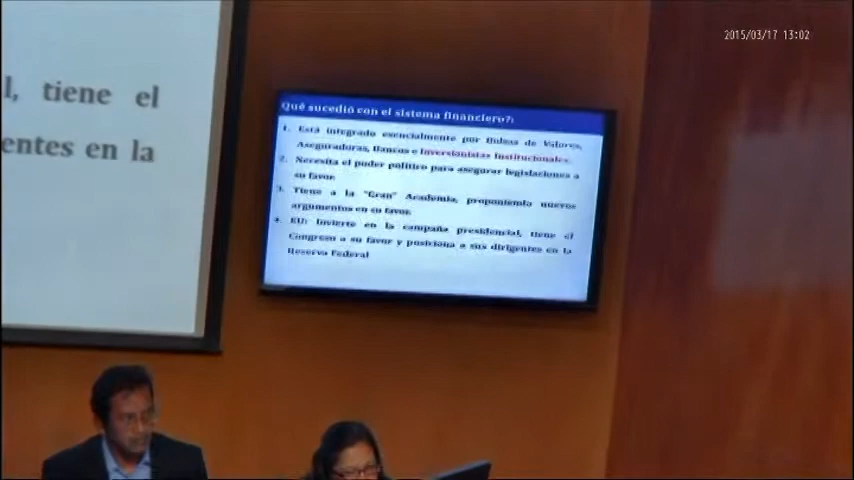 2015/03/17 13:02
l, tiene el
entes en la
Qué sucedió con el sistema financiero?:
1. Está integrado esencialmente por Bolsas de Valores,
Aseguradoras, Bancos e Inversionistas Institucionales.
2. Necesita el poder político para asegurar legislaciones a
su favor.
3. Tiene a la "Gran" Academia, proponiendo nuevos
argumentos en su favor.
4. EU: Invierte en la campaña presidencial, tiene el
Congreso a su favor y posiciona a sus dirigentes en la
Reserva Federal